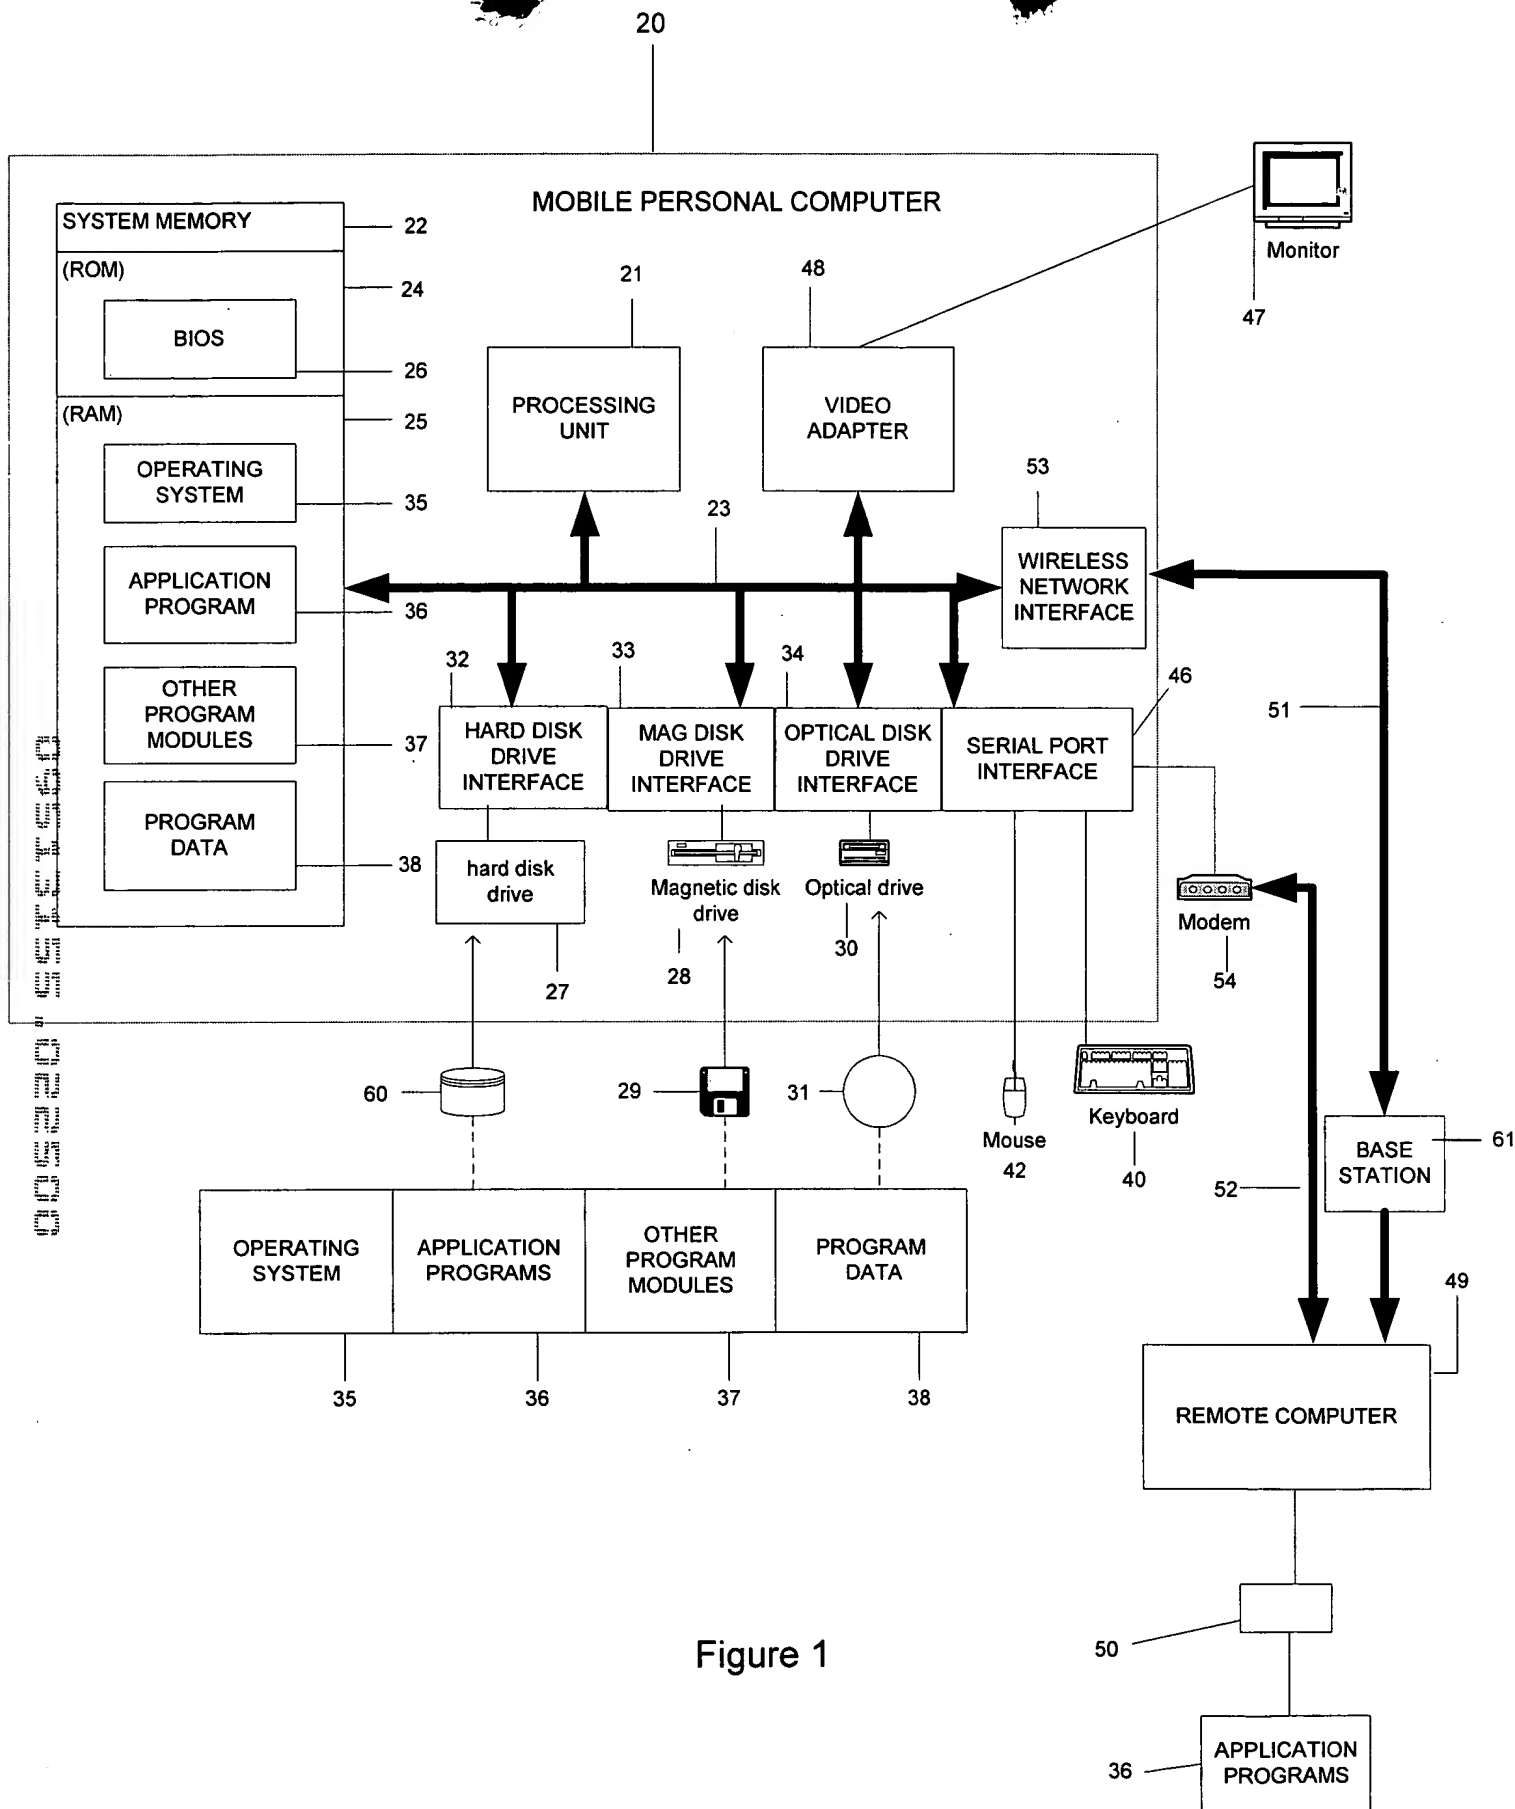 20
MOBILE PERSONAL COMPUTER
SYSTEM MEMORY
22
(ROM)
24
BIOS
26
(RAM)
25
OPERATING
SYSTEM
35
APPLICATION
PROGRAM
36
OTHER
PROGRAM
MODULES
37
PROGRAM
DATA
38
21
PROCESSING
UNIT
48
VIDEO
ADAPTER
Monitor
47
23
53
WIRELESS
NETWORK
INTERFACE
32
HARD DISK
DRIVE
INTERFACE
33
MAG DISK
DRIVE
INTERFACE
34
OPTICAL DISK
DRIVE
INTERFACE
46
SERIAL PORT
INTERFACE
51
hard disk
drive
27
Magnetic disk
drive
28
Optical drive
30
Modem
54
60
29
31
Mouse
42
Keyboard
40
BASE
STATION
61
52
OPERATING
SYSTEM
35
APPLICATION
PROGRAMS
36
OTHER
PROGRAM
MODULES
37
PROGRAM
DATA
38
49
REMOTE COMPUTER
50
36
APPLICATION
PROGRAMS
Figure 1